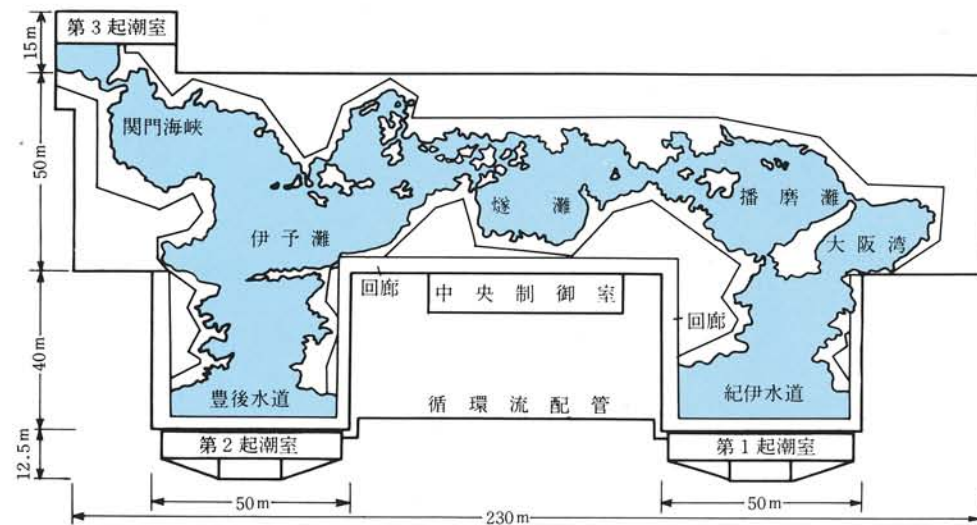 第３起潮室
15m
関門海峡
50m
燧灘
播磨灘
伊予灘
大阪湾
回廊
中央制御室
回廊
40m
豊後水道
循環流配管
紀伊水道
第２起潮室
第１起潮室
12.5m
50m
50m
230m